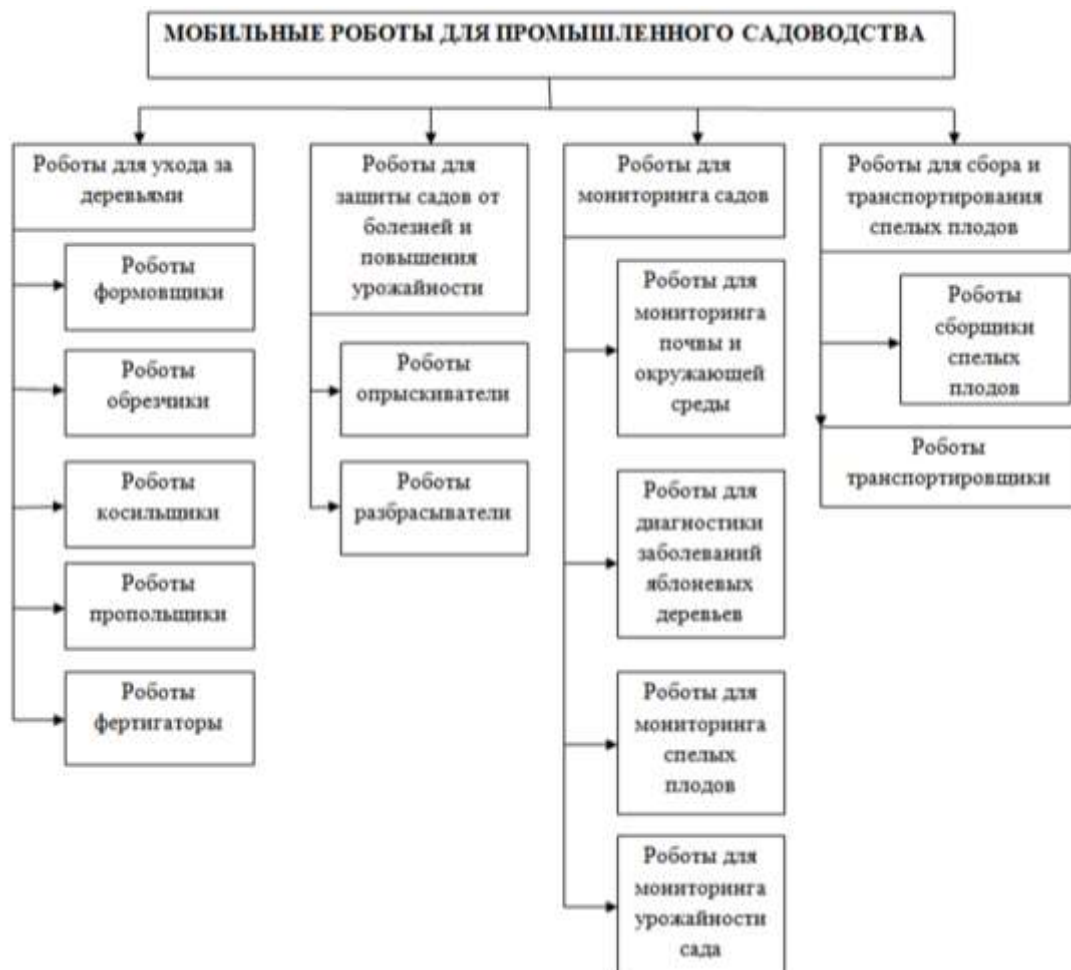 МОБИЛЬНЫЕ РОБОТЫ ДЛЯ ПРОМЫШЛЕННОГО САДОВОДСТВА
Роботы для ухода за
деревьями
Роботы
формовщики
Роботы
обрезчики
Роботы
косильщики
Роботы
пропольщики
Роботы
фертигаторы
Роботы для
защиты садов от
болезней и
повышения
урожайности
Роботы
опрыскиватели
Роботы
разбрасыватели
Роботы для
мониторинга садов
Роботы для
мониторинга
почвы и
окружающей
среды
Роботы для
диагностики
заболеваний
яблоневых
деревьев
Роботы для
мониторинга
спелых
плодов
Роботы для
мониторинга
урожайности
сада
Роботы для сбора и
транспортирования
спелых плодов
Роботы
сборщики
спелых
плодов
Роботы
транспортировщики